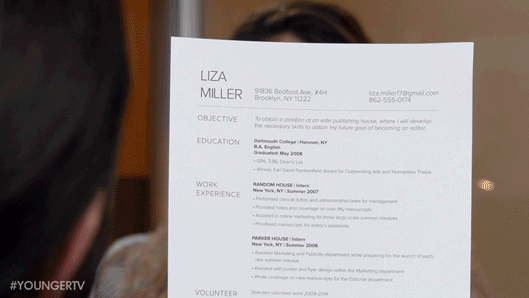 LIZA
MILLER
91836 Bedford Ave, #4H
Brooklyn, NY 11222
liza.miller17@gmail.com
862-555-0174
OBJECTIVE
To obtain a position at an elite publishing house, where I will develop
the necessary skills to obtain my future goal of becoming an editor.
EDUCATION
Dartmouth College | Hanover, NY
B.A. English
Graduated: May 2008
• GPA: 3.96, Dean's List
• Winner, Karl David Frankenfield Award for Outstanding Arts and Humanities Thesis
WORK
EXPERIENCE
RANDOM HOUSE | Intern
New York, NY | Summer 2007
• Performed clerical duties and administrative tasks for management
• Provided notes and coverage on over fifty manuscripts
• Assisted in online marketing for three large scale summer releases
• Proofread manuscripts for editor's assistants
PARKER HOUSE | Intern
New York, NY | Summer 2006
• Assisted Marketing and Publicity department while preparing for the launch of each
new summer release
• Assisted with poster and flyer design within the Marketing department
• Wrote coverage of new manuscripts for the Editorial department
VOLUNTEER
Selected volunteer work 2009-2014
#YOUNGERTV